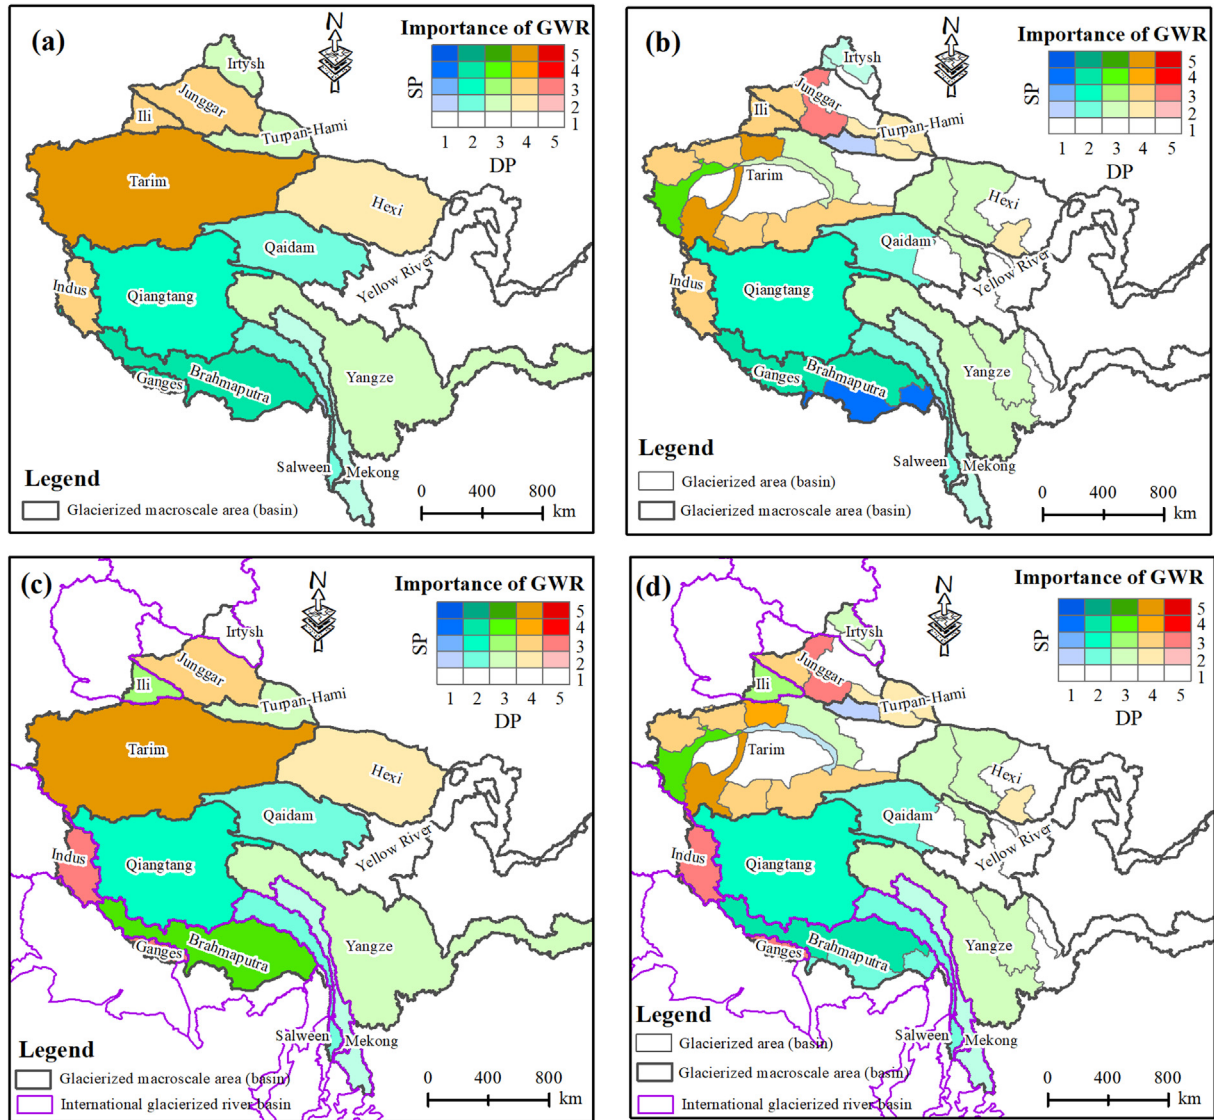 (a)
N
Importance of GWR
SP
5
4
3
2
1
1 2 3 4 5
DP
Irtysh
Junggar
Ili
Turpan-Hami
Tarim
Hexi
Qaidam
Yellow River
Indus
Qiangtang
Ganges
Brahmaputra
Yangze
Salween
Mekong
Legend
Glacierized macroscale area (basin)
0 400 800
km
(b)
N
Importance of GWR
SP
5
4
3
2
1
1 2 3 4 5
DP
Irtysh
Junggar
Ili
Turpan-Hami
Tarim
Hexi
Qaidam
Yellow River
Indus
Qiangtang
Ganges
Brahmaputra
Yangze
Salween
Mekong
Legend
Glacierized area (basin)
Glacierized macroscale area (basin)
0 400 800
km
(c)
N
Importance of GWR
SP
5
4
3
2
1
1 2 3 4 5
DP
Irtysh
Junggar
Ili
Turpan-Hami
Tarim
Hexi
Qaidam
Yellow River
Indus
Qiangtang
Ganges
Brahmaputra
Yangze
Salween
Mekong
Legend
Glacierized macroscale area (basin)
International glacierized river basin
0 400 800
km
(d)
N
Importance of GWR
SP
5
4
3
2
1
1 2 3 4 5
DP
Irtysh
Junggar
Ili
Turpan-Hami
Tarim
Hexi
Qaidam
Yellow River
Indus
Qiangtang
Ganges
Brahmaputra
Yangze
Salween
Mekong
Legend
Glacierized area (basin)
Glacierized macroscale area (basin)
International glacierized river basin
0 400 800
km